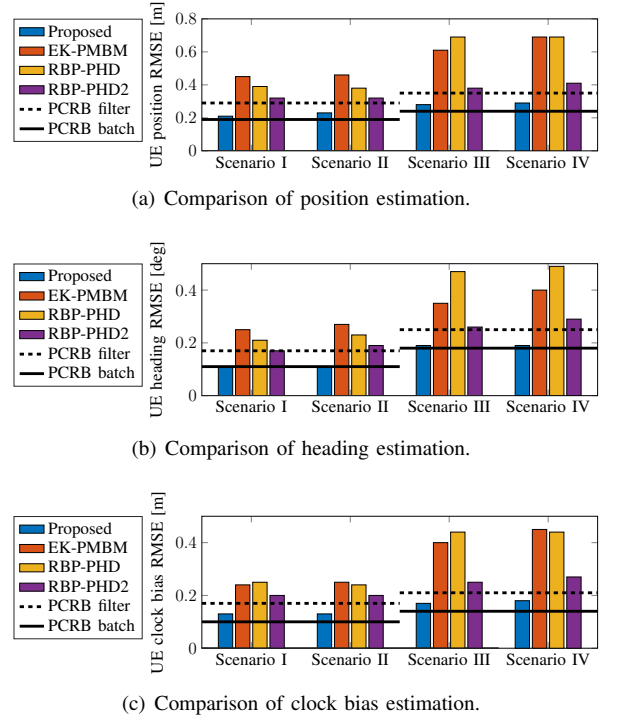 UE position RMSE [m]
Proposed
EK-PMBM
RBP-PHD
RBP-PHD2
PCRB filter
PCRB batch
0.8
0.6
0.4
0.2
0
Scenario I Scenario II Scenario III Scenario IV
(a) Comparison of position estimation.
UE heading RMSE [deg]
Proposed
EK-PMBM
RBP-PHD
RBP-PHD2
PCRB filter
PCRB batch
0.4
0.2
0
Scenario I Scenario II Scenario III Scenario IV
(b) Comparison of heading estimation.
UE clock bias RMSE [m]
Proposed
EK-PMBM
RBP-PHD
RBP-PHD2
PCRB filter
PCRB batch
0.4
0.2
0
Scenario I Scenario II Scenario III Scenario IV
(c) Comparison of clock bias estimation.